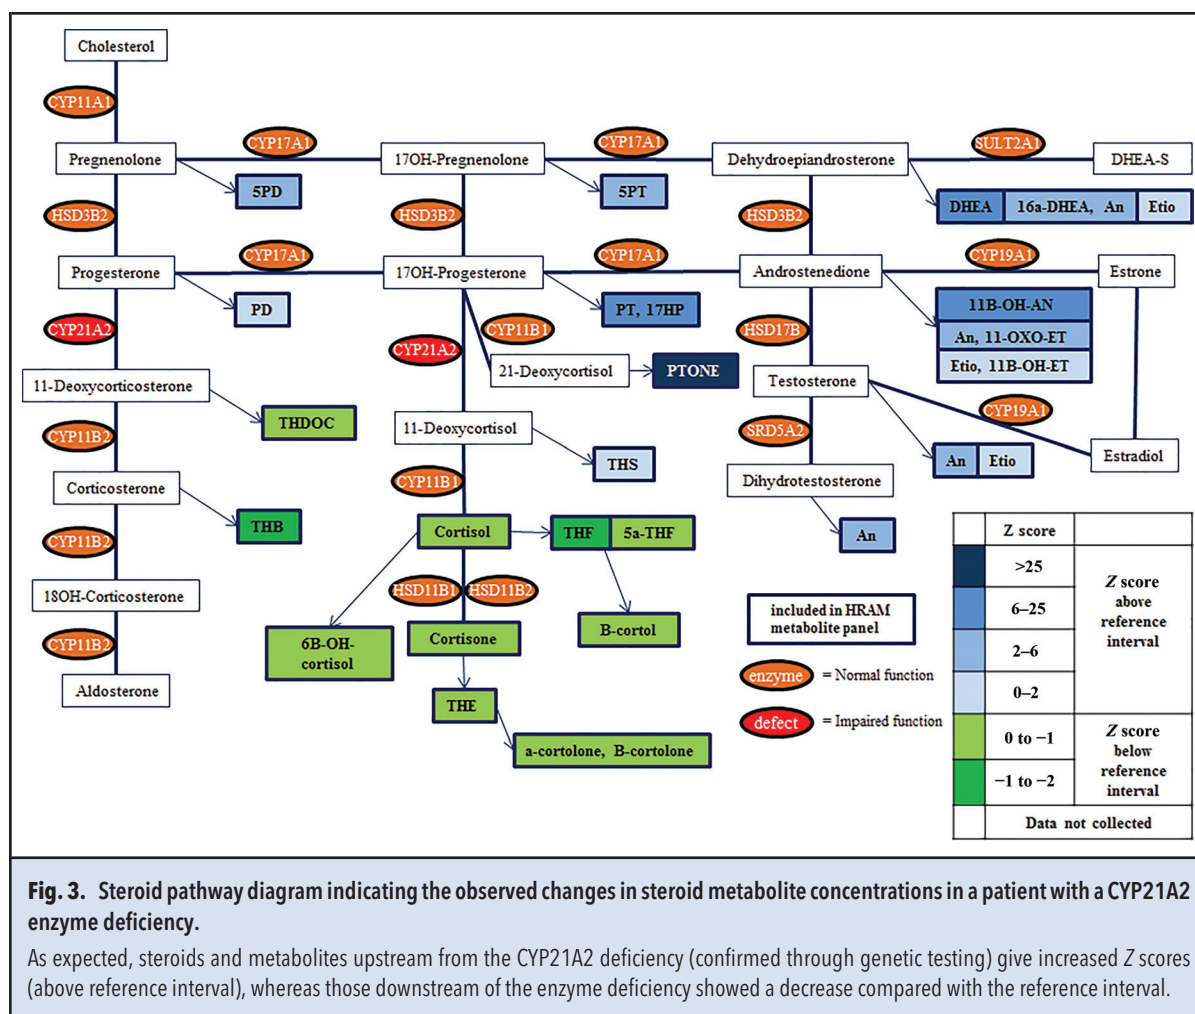 Cholesterol
CYP11A1
CYP17A1
CYP17A1
SULT2A1
Pregnenolone
17OH-Pregnenolone
Dehydroepiandrosterone
DHEA-S
5PD
5PT
DHEA
16a-DHEA, An
Etio
HSD3B2
HSD3B2
HSD3B2
CYP17A1
CYP17A1
CYP19A1
Progesterone
17OH-Progesterone
Androstenedione
Estrone
PD
PT, 17HP
11B-OH-AN
An, 11-OXO-ET
Etio, 11B-OH-ET
CYP21A2
CYP21A2
CYP11B1
HSD17B
21-Deoxycortisol
PTONE
11-Deoxycorticosterone
Testosterone
CYP19A1
THDOC
11-Deoxycortisol
SRD5A2
CYP11B2
THS
An
Etio
Estradiol
Corticosterone
CYP11B1
Dihydrotestosterone
THB
Cortisol
THF
5a-THF
An
CYP11B2
HSD11B1
HSD11B2
18OH-Corticosterone
6B-OH-
cortisol
Cortisone
B-cortol
CYP11B2
Aldosterone
THE
a-cortolone, B-cortolone
included in HRAM
metabolite panel
enzyme = Normal function
defect = Impaired function
Z score
>25
6–25
2–6
0–2
Z score
above
reference
interval
0 to −1
−1 to −2
Z score
below
reference
interval
Data not collected
Fig. 3. Steroid pathway diagram indicating the observed changes in steroid metabolite concentrations in a patient with a CYP21A2
enzyme deficiency.
As expected, steroids and metabolites upstream from the CYP21A2 deficiency (confirmed through genetic testing) give increased Z scores
(above reference interval), whereas those downstream of the enzyme deficiency showed a decrease compared with the reference interval.